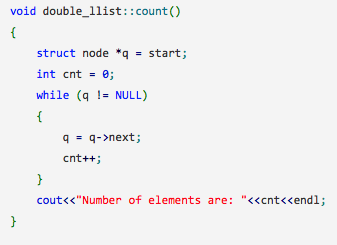 void double_llist::count()
{
    struct node *q = start;
    int cnt = 0;
    while (q != NULL)
    {
        q = q->next;
        cnt++;
    }
    cout<<"Number of elements are: "<<cnt<<endl;
}